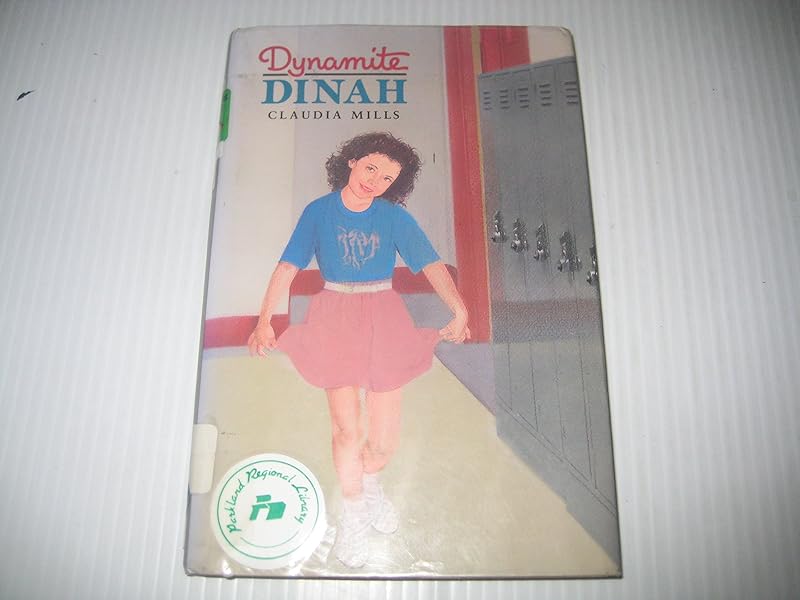 Dynamite
DINAH
CLAUDIA MILLS
Parkland Regional Library